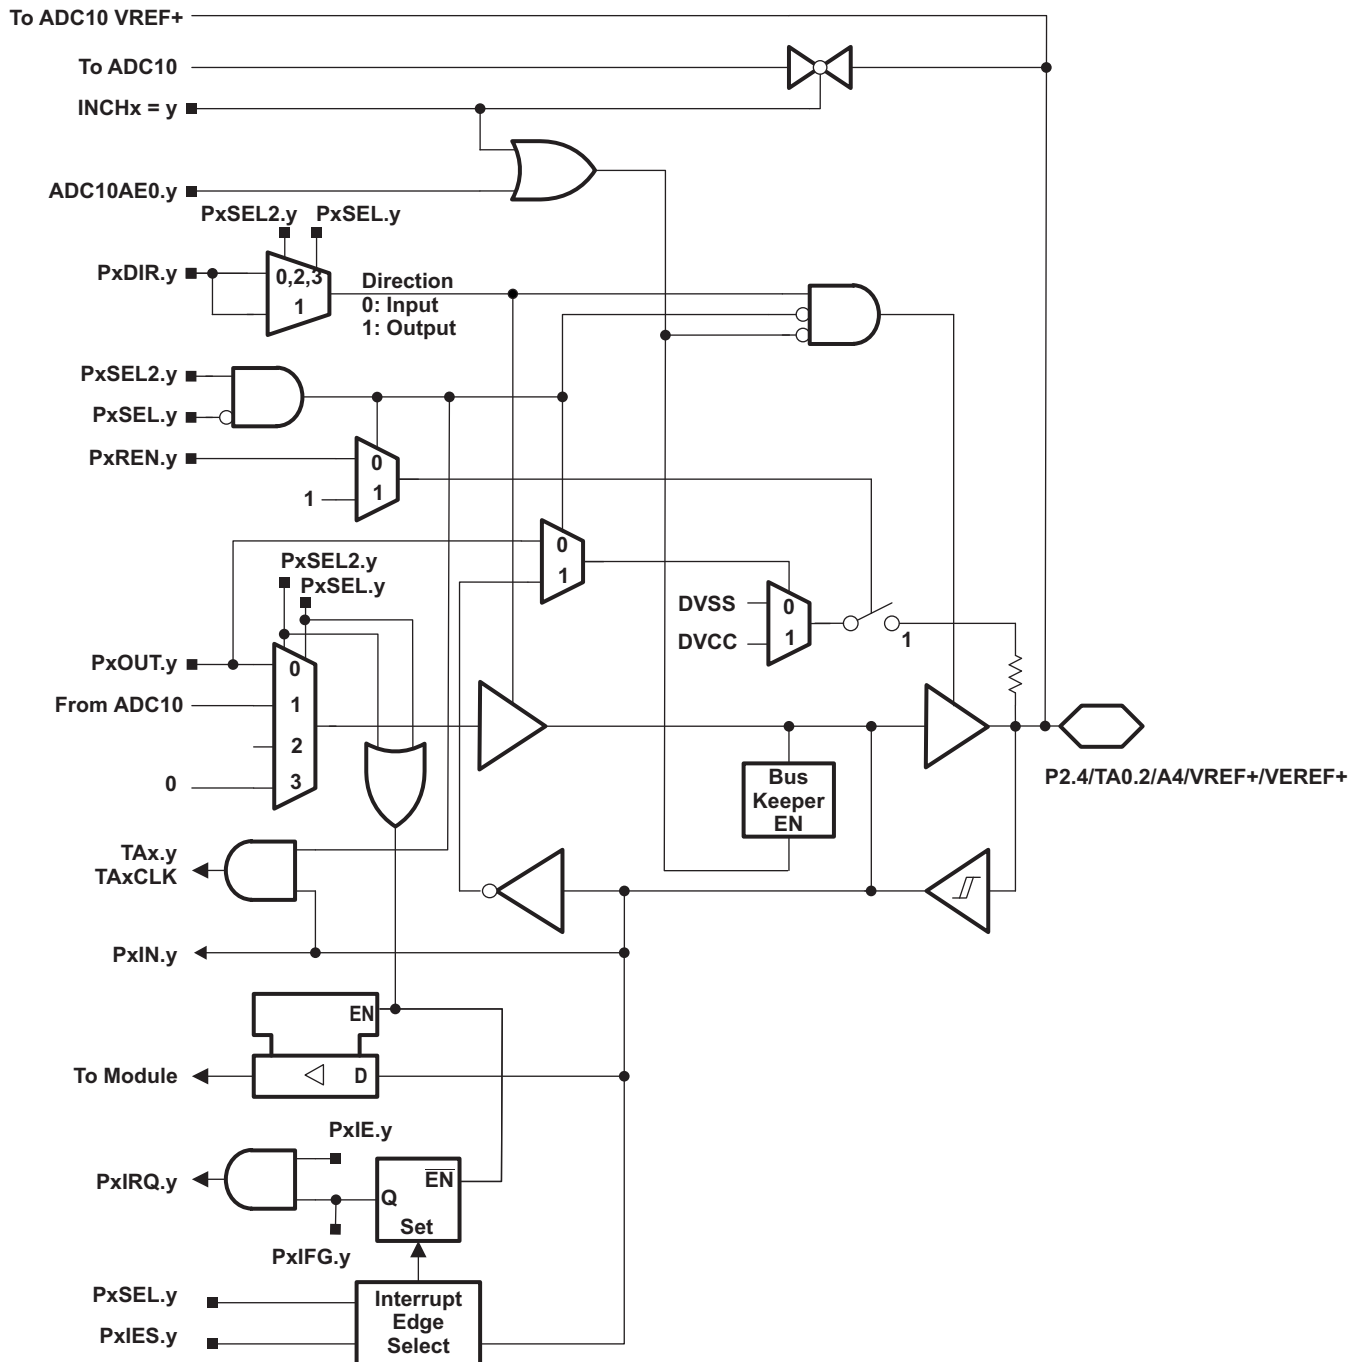 To ADC10 VREF+
To ADC10
INCHx = y
ADC10AE0.y
PxSEL2.y PxSEL.y
PxDIR.y
0,2,3
1
Direction
0: Input
1: Output
PxSEL2.y
PxSEL.y
PxREN.y
0
1
1
0
1
PxSEL2.y
PxSEL.y
DVSS
DVCC
0
1
1
PxOUT.y
From ADC10
0
0
1
2
3
Bus
Keeper
EN
P2.4/TA0.2/A4/VREF+/VEREF+
TAx.y
TAxCLK
PxIN.y
EN
To Module
D
PxIE.y
PxIRQ.y
EN
Q
Set
PxIFG.y
PxSEL.y
PxIES.y
Interrupt
Edge
Select